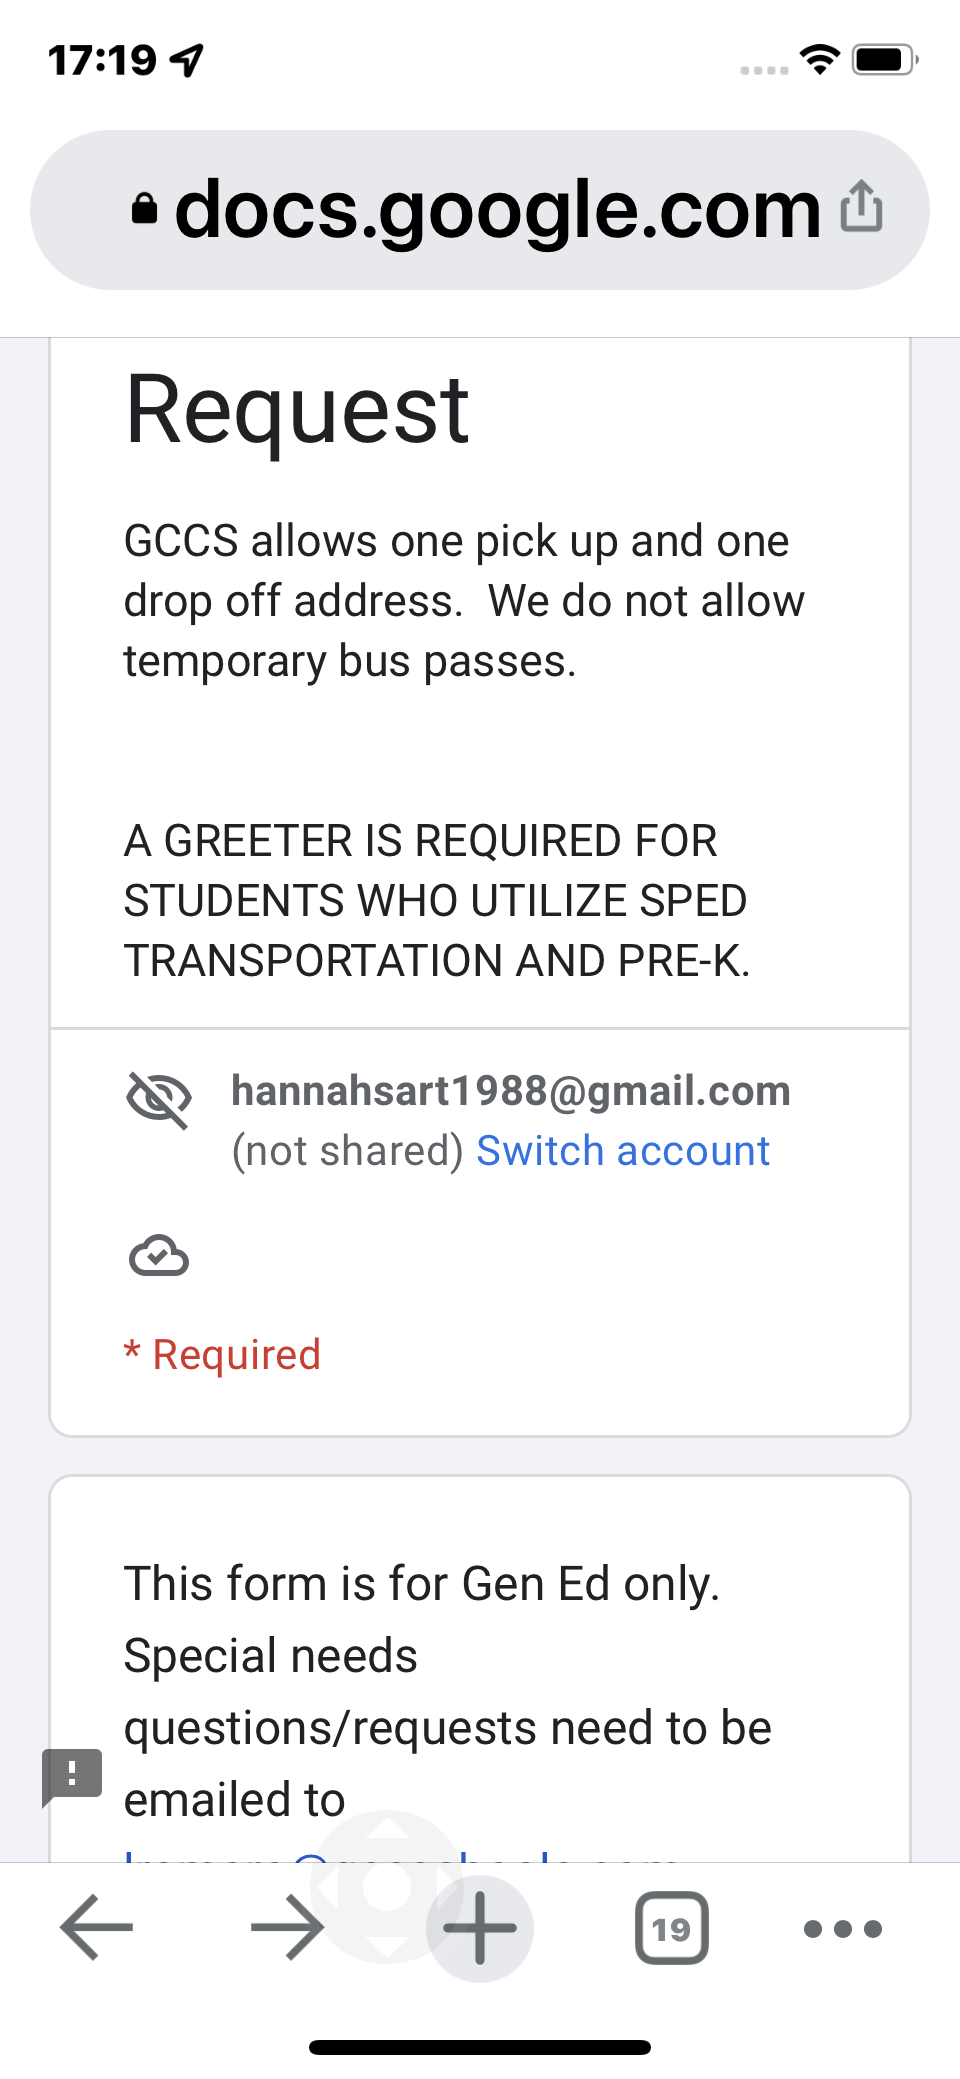 17:19
docs.google.com
Request
GCCS allows one pick up and one
drop off address.  We do not allow
temporary bus passes.
A GREETER IS REQUIRED FOR
STUDENTS WHO UTILIZE SPED
TRANSPORTATION AND PRE-K.
hannahsart1988@gmail.com
(not shared) Switch account
* Required
This form is for Gen Ed only.
Special needs
questions/requests need to be
emailed to
19